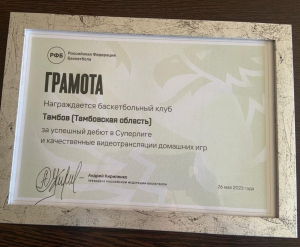 РФБ
Российская Федерация
Баскетбола
ГРАМОТА
Награждается баскетбольный клуб
Тамбов (Тамбовская область)
за успешный дебют в Суперлиге
и качественные видеотрансляции домашних игр
Андрей Кириленко
президент Российской Федерации Баскетбола
26 мая 2023 года